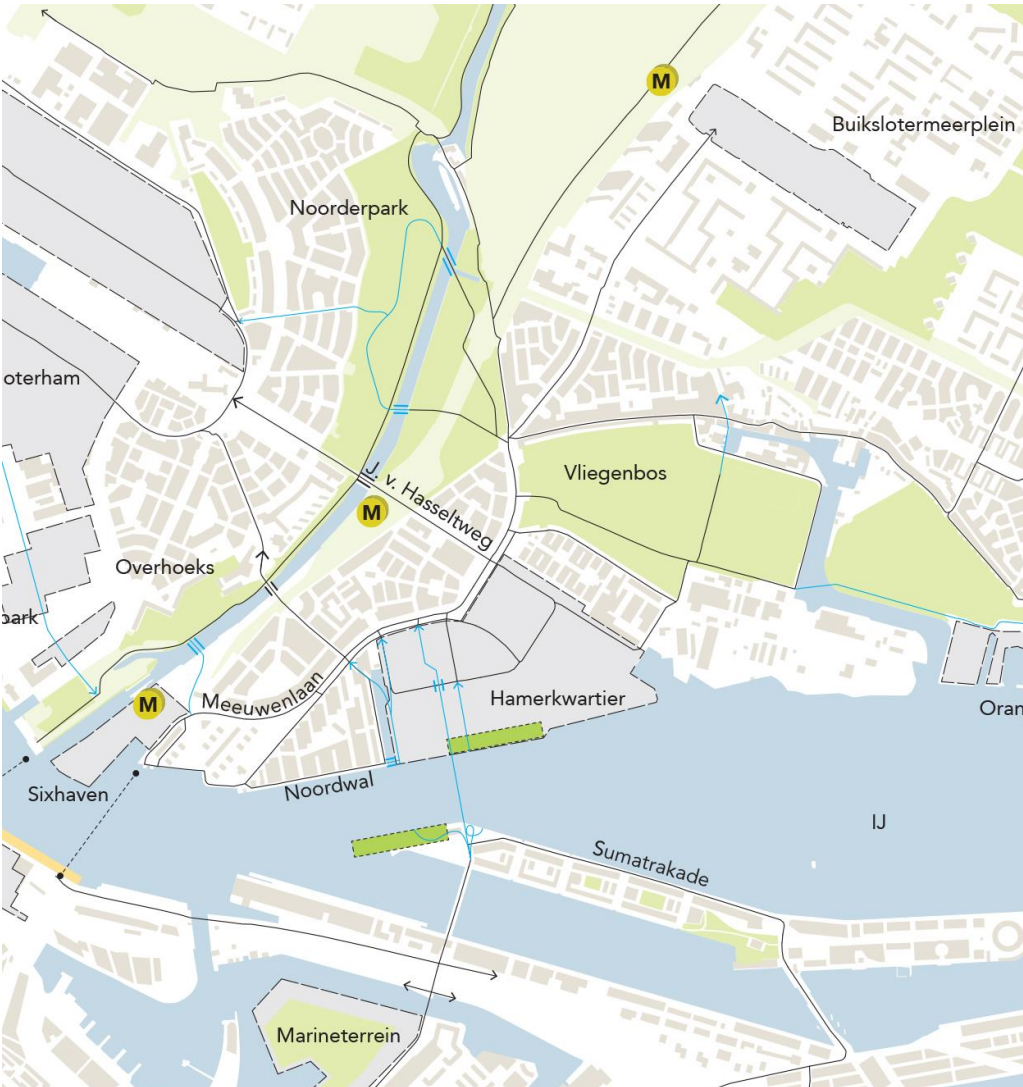 M
Buikslotermeerplein
Noorderpark
oterham
J. v. Hasseltweg
Vliegenbos
M
Overhoeks
park
Meeuwenlaan
M
Hamerkwartier
Oran
Sixhaven
Noordwal
IJ
Sumatrakade
Marineterrein